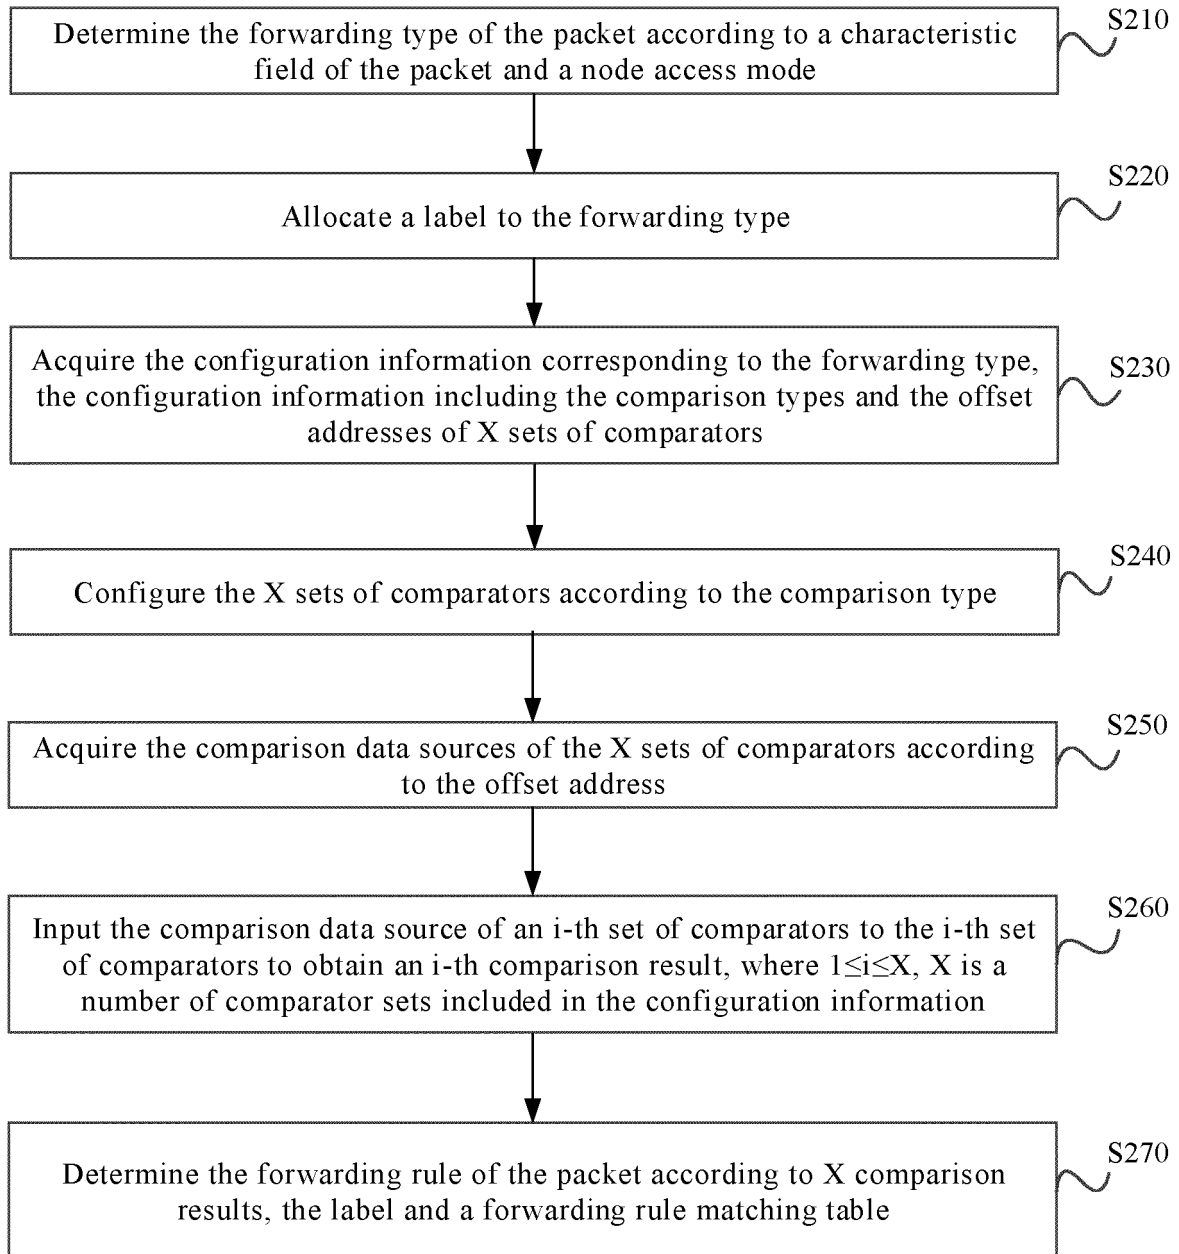 Determine the forwarding type of the packet according to a characteristic
field of the packet and a node access mode
S210
Allocate a label to the forwarding type
S220
Acquire the configuration information corresponding to the forwarding type,
the configuration information including the comparison types and the offset
addresses of X sets of comparators
S230
Configure the X sets of comparators according to the comparison type
S240
Acquire the comparison data sources of the X sets of comparators according
to the offset address
S250
Input the comparison data source of an i-th set of comparators to the i-th set
of comparators to obtain an i-th comparison result, where 1≤i≤X, X is a
number of comparator sets included in the configuration information
S260
Determine the forwarding rule of the packet according to X comparison
results, the label and a forwarding rule matching table
S270